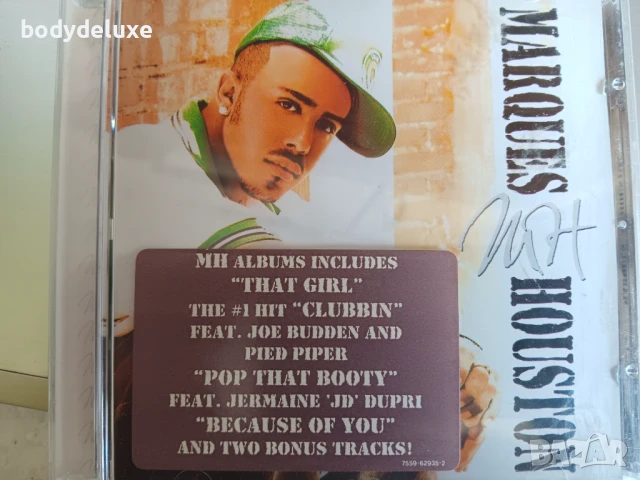 bodydeluxe
MARQUES HOUSTON
MH
MH ALBUMS INCLUDES
"THAT GIRL"
THE #1 HIT "CLUBBIN"
FEAT. JOE BUDDEN AND
PIED PIPER
"POP THAT BOOTY"
FEAT. JERMAINE 'JD' DUPRI
"BECAUSE OF YOU"
AND TWO BONUS TRACKS!
7559-62935-2
BAZAR